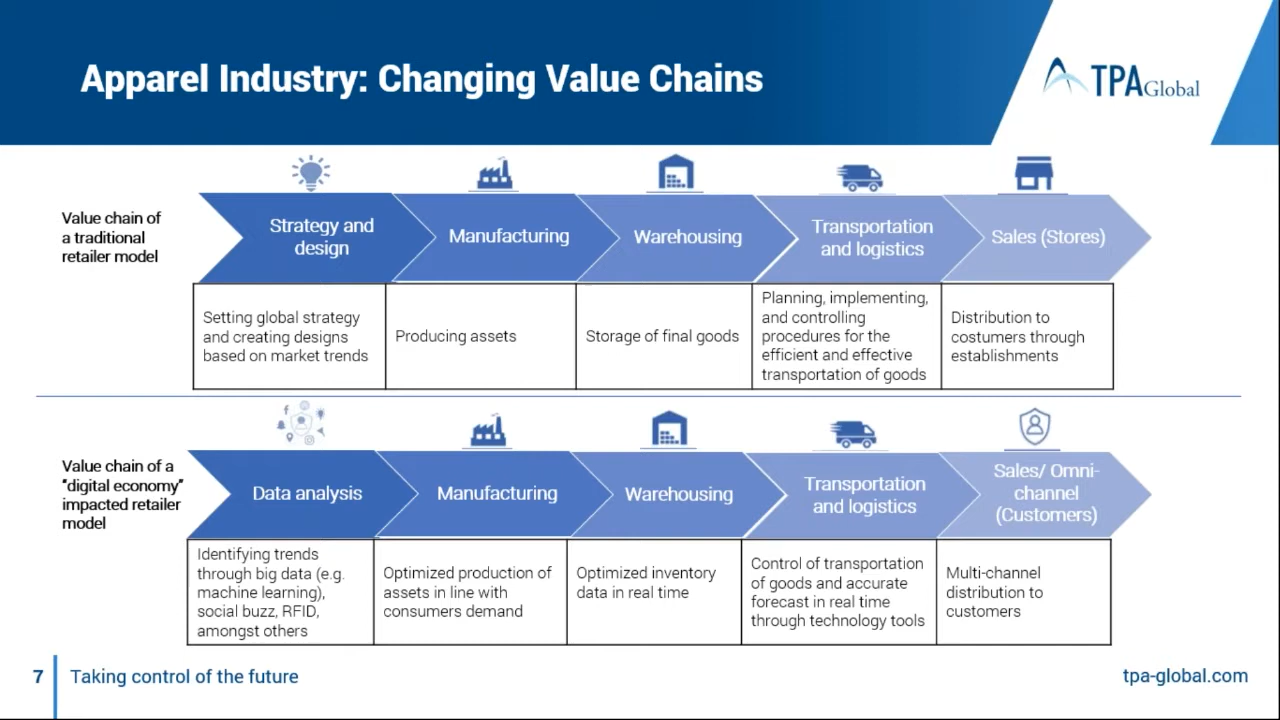 Apparel Industry: Changing Value Chains
TPA Global
Value chain of
a traditional
retailer model
Strategy and
design
Manufacturing
Warehousing
Transportation
and logistics
Sales (Stores)
Setting global strategy
and creating designs
based on market trends
Producing assets
Storage of final goods
Planning, implementing,
and controlling
procedures for the
efficient and effective
transportation of goods
Distribution to
costumers through
establishments
Value chain of a
"digital economy"
impacted retailer
model
Data analysis
Manufacturing
Warehousing
Transportation
and logistics
Sales/ Omni-
channel
(Customers)
Identifying trends
through big data (e.g.
machine learning),
social buzz, RFID,
amongst others
Optimized production of
assets in line with
consumers demand
Optimized inventory
data in real time
Control of transportation
of goods and accurate
forecast in real time
through technology tools
Multi-channel
distribution to
customers
7
Taking control of the future
tpa-global.com